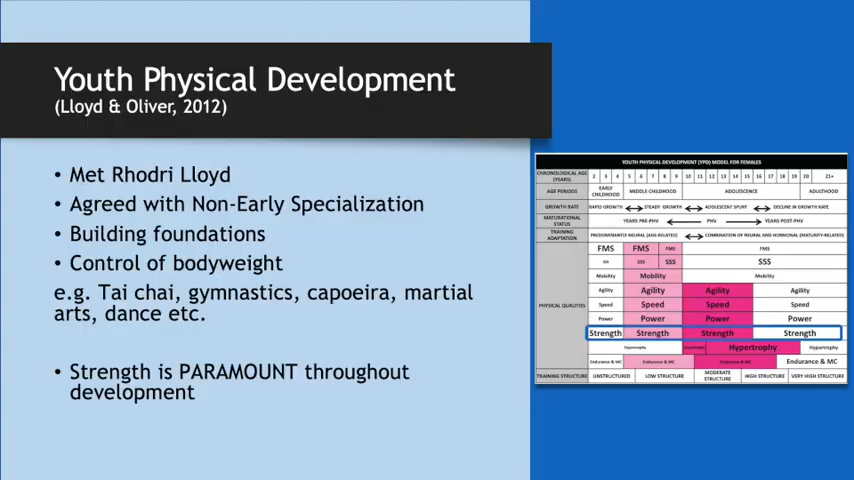 Youth Physical Development
(Lloyd & Oliver, 2012)
• Met Rhodri Lloyd
• Agreed with Non-Early Specialization
• Building foundations
• Control of bodyweight
e.g. Tai chai, gymnastics, capoeira, martial
arts, dance etc.
• Strength is PARAMOUNT throughout
development
YOUTH PHYSICAL DEVELOPMENT (YPD) MODEL FOR FEMALES
CHRONOLOGICAL AGE (YEARS) 2 3 4 5 6 7 8 9 10 11 12 13 14 15 16 17 18 19 20 21+
AGE PERIODS EARLY CHILDHOOD MIDDLE CHILDHOOD ADOLESCENCE ADULTHOOD
GROWTH RATE RAPID GROWTH STEADY GROWTH ADOLESCENT SPURT DECLINE IN GROWTH RATE
MATURATIONAL STATUS YEARS PRE-PHV PHV YEARS POST-PHV
TRAINING ADAPTATION PREDOMINANTLY NEURAL (AGE-RELATED) COMBINATION OF NEURAL AND HORMONAL (MATURITY-RELATED)
PHYSICAL QUALITIES
FMS FMS FMS FMS
SSS SSS SSS SSS
Mobility Mobility Mobility
Agility Agility Agility Agility
Speed Speed Speed Speed
Power Power Power Power
Strength Strength Strength Strength
Hypertrophy Hypertrophy Hypertrophy
Endurance & MC Endurance & MC Endurance & MC Endurance & MC
TRAINING STRUCTURE UNSTRUCTURED LOW STRUCTURE MODERATE STRUCTURE HIGH STRUCTURE VERY HIGH STRUCTURE